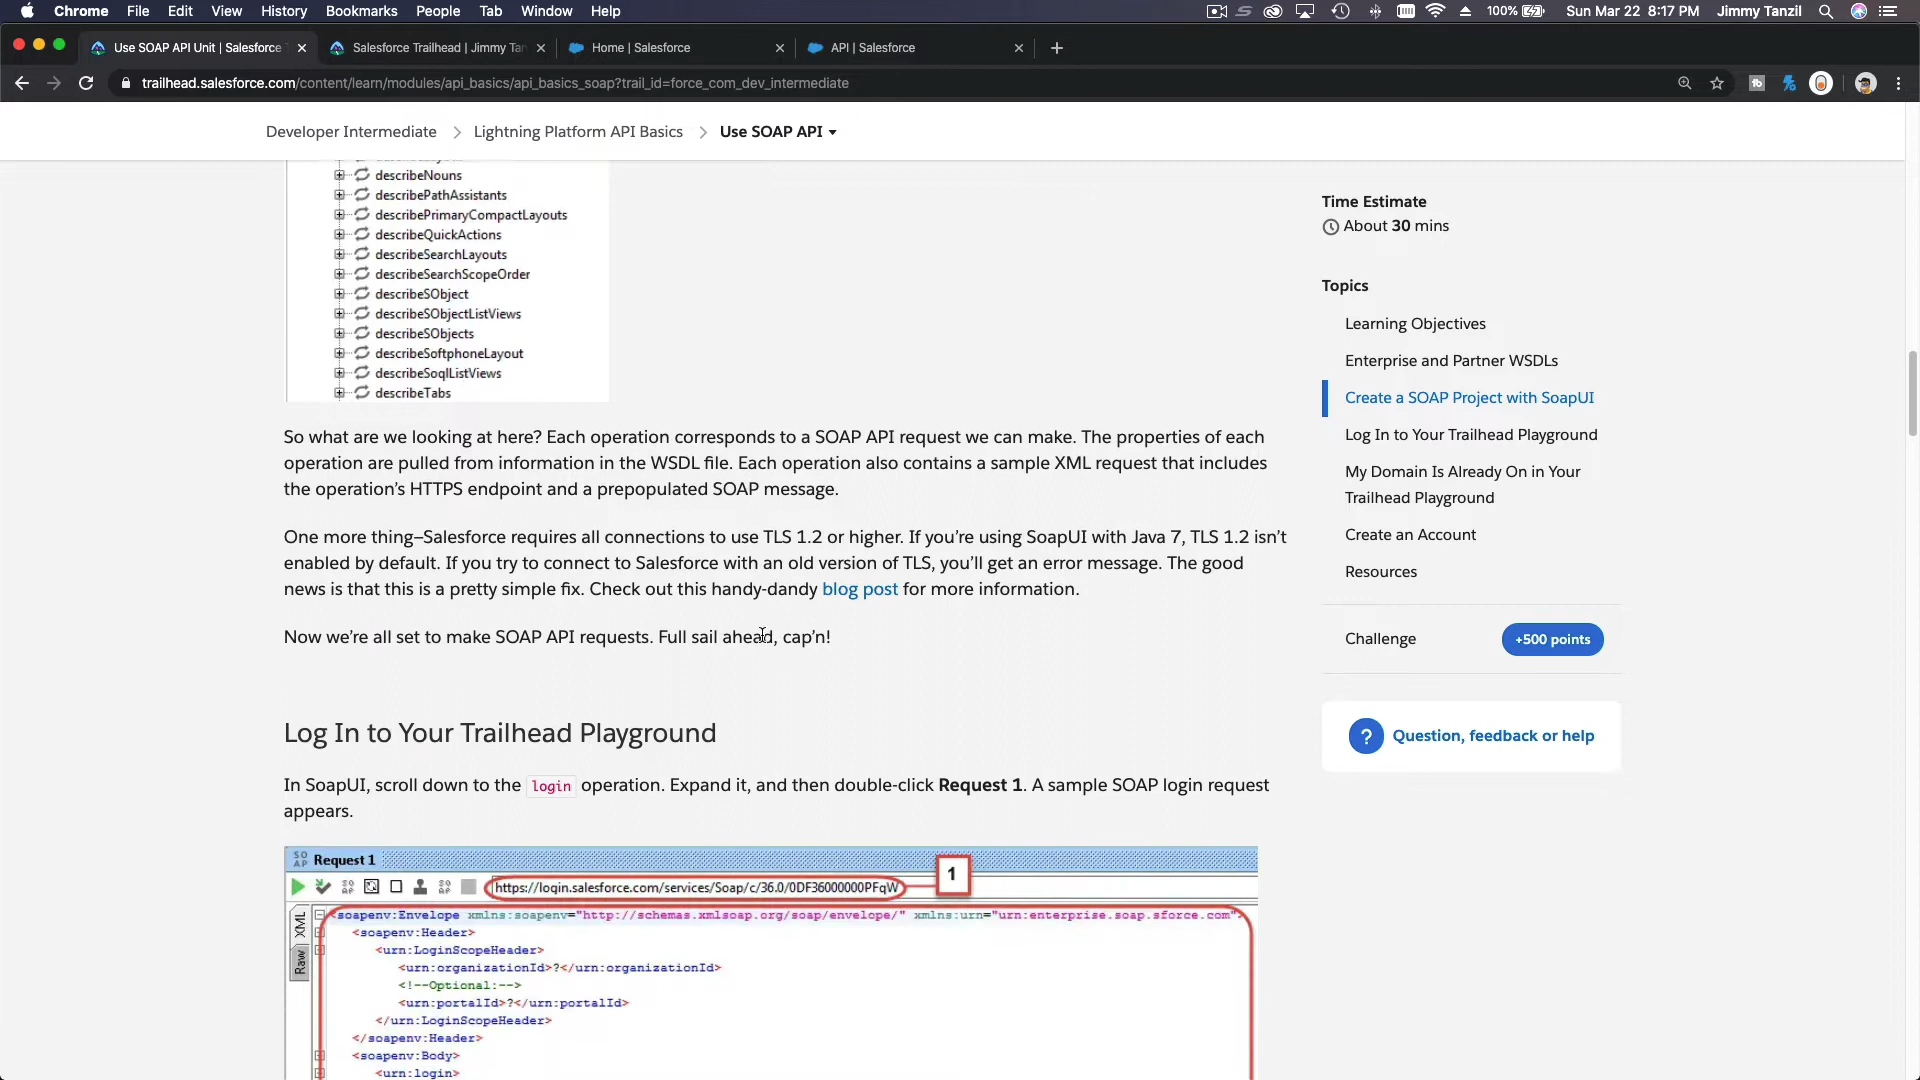 Chrome File Edit View History Bookmarks People Tab Window Help 100% Sun Mar 22 8:17 PM Jimmy Tanzil
Use SOAP API Unit | Salesforce Salesforce Trailhead | Jimmy Tan Home | Salesforce API | Salesforce
trailhead.salesforce.com/content/learn/modules/api_basics/api_basics_soap?trail_id=force_com_dev_intermediate
Developer Intermediate > Lightning Platform API Basics > Use SOAP API
describeNouns
describePathAssistants
describePrimaryCompactLayouts
describeQuickActions
describeSearchLayouts
describeSearchScopeOrder
describeSObject
describeSObjectListViews
describeSObjects
describeSoftphoneLayout
describeSoqlListViews
describeTabs
So what are we looking at here? Each operation corresponds to a SOAP API request we can make. The properties of each
operation are pulled from information in the WSDL file. Each operation also contains a sample XML request that includes
the operation's HTTPS endpoint and a prepopulated SOAP message.
One more thing—Salesforce requires all connections to use TLS 1.2 or higher. If you're using SoapUI with Java 7, TLS 1.2 isn't
enabled by default. If you try to connect to Salesforce with an old version of TLS, you'll get an error message. The good
news is that this is a pretty simple fix. Check out this handy-dandy blog post for more information.
Now we're all set to make SOAP API requests. Full sail ahead, cap'n!
Log In to Your Trailhead Playground
In SoapUI, scroll down to the login operation. Expand it, and then double-click Request 1. A sample SOAP login request
appears.
SOAP Request 1
https://login.salesforce.com/services/Soap/c/36.0/0DF36000000PFqW 1
XML
Raw
<soapenv:Envelope xmlns:soapenv="http://schemas.xmlsoap.org/soap/envelope/" xmlns:urn="urn:enterprise.soap.sforce.com">
<soapenv:Header>
<urn:LoginScopeHeader>
<urn:organizationId>?</urn:organizationId>
<!--Optional:-->
<urn:portalId>?</urn:portalId>
</urn:LoginScopeHeader>
</soapenv:Header>
<soapenv:Body>
<urn:login>
Time Estimate
About 30 mins
Topics
Learning Objectives
Enterprise and Partner WSDLs
Create a SOAP Project with SoapUI
Log In to Your Trailhead Playground
My Domain Is Already On in Your
Trailhead Playground
Create an Account
Resources
Challenge +500 points
? Question, feedback or help